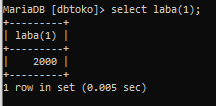 MariaDB [dbtoko]> select laba(1);
+---------+
| laba(1) |
+---------+
|    2000 |
+---------+
1 row in set (0.005 sec)